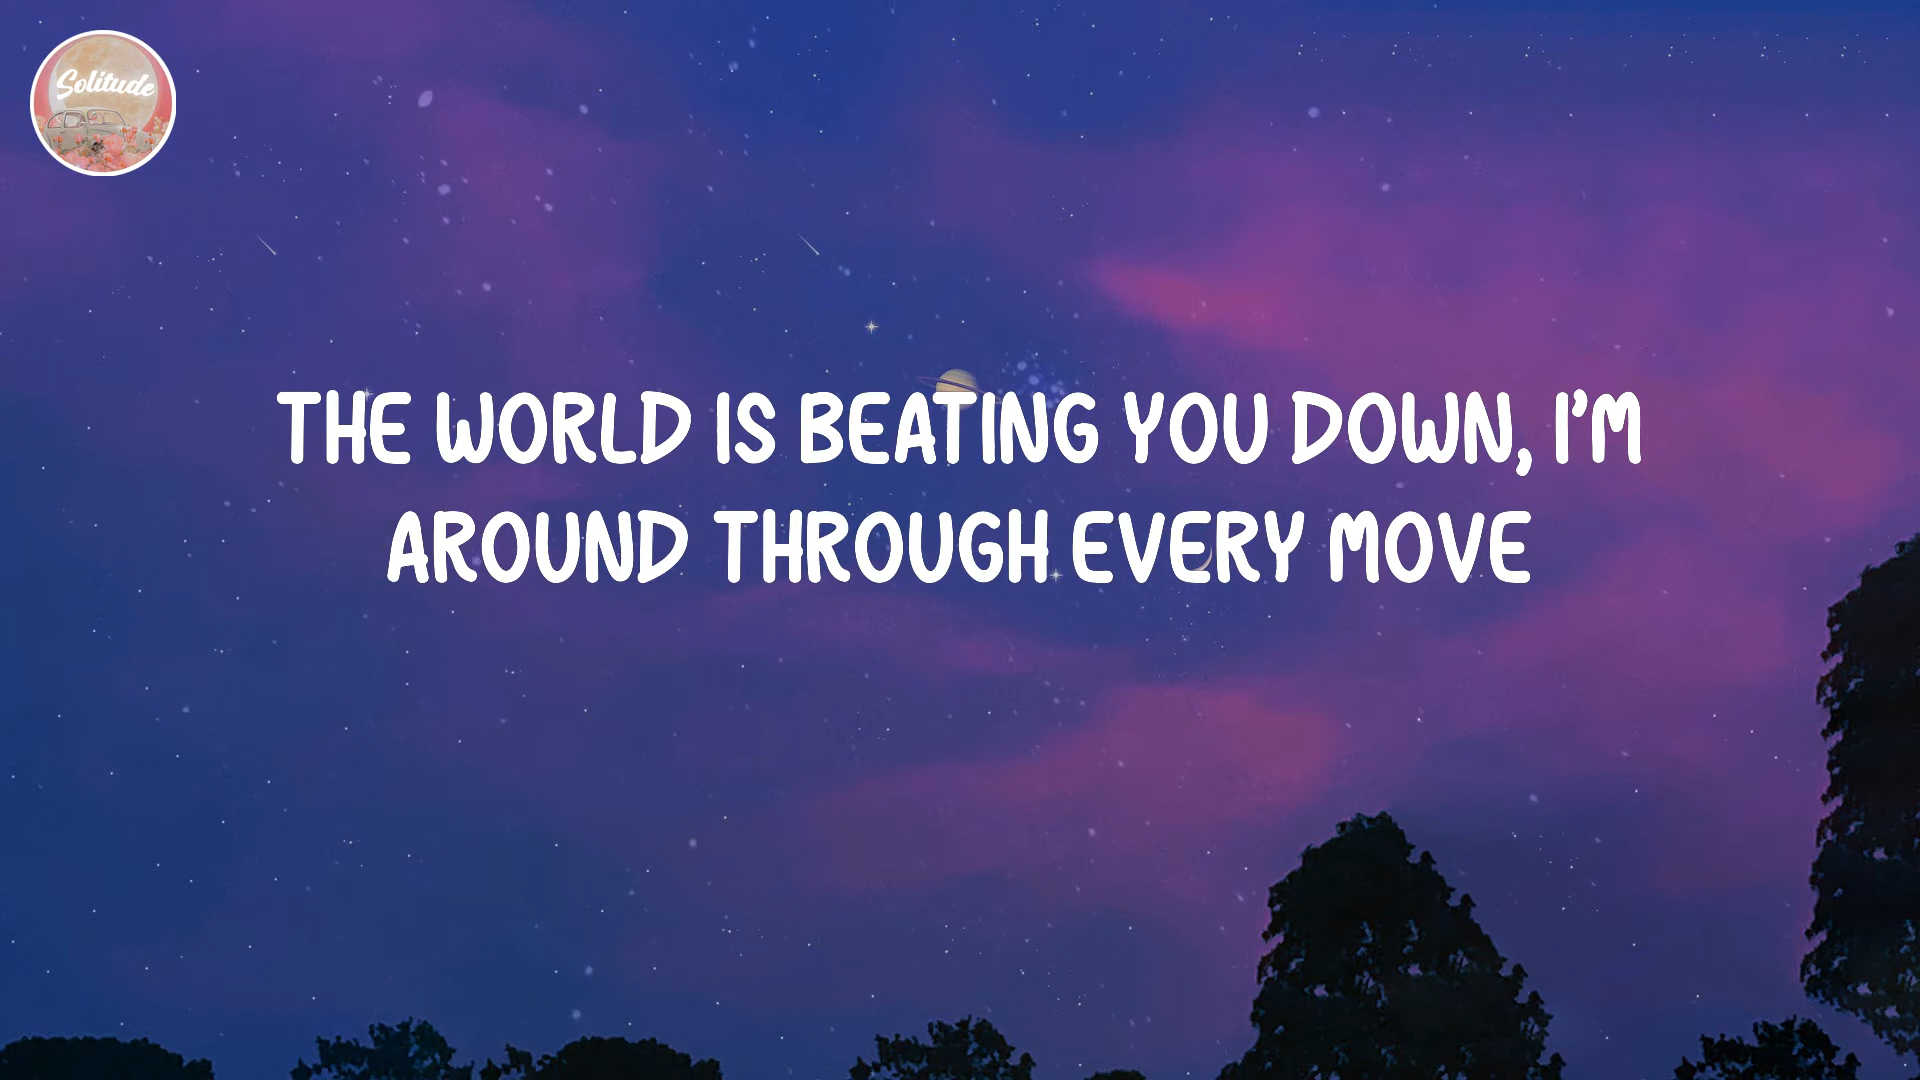 Solitude
THE WORLD IS BEATING YOU DOWN, I'M
AROUND THROUGH EVERY MOVE